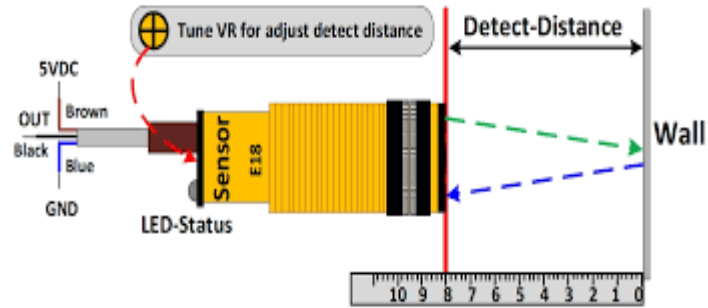 Tune VR for adjust detect distance
Detect-Distance
5VDC
Brown
OUT
Black
Blue
GND
Sensor
E18
LED-Status
Wall
10 9 8 7 6 5 4 3 2 1 0